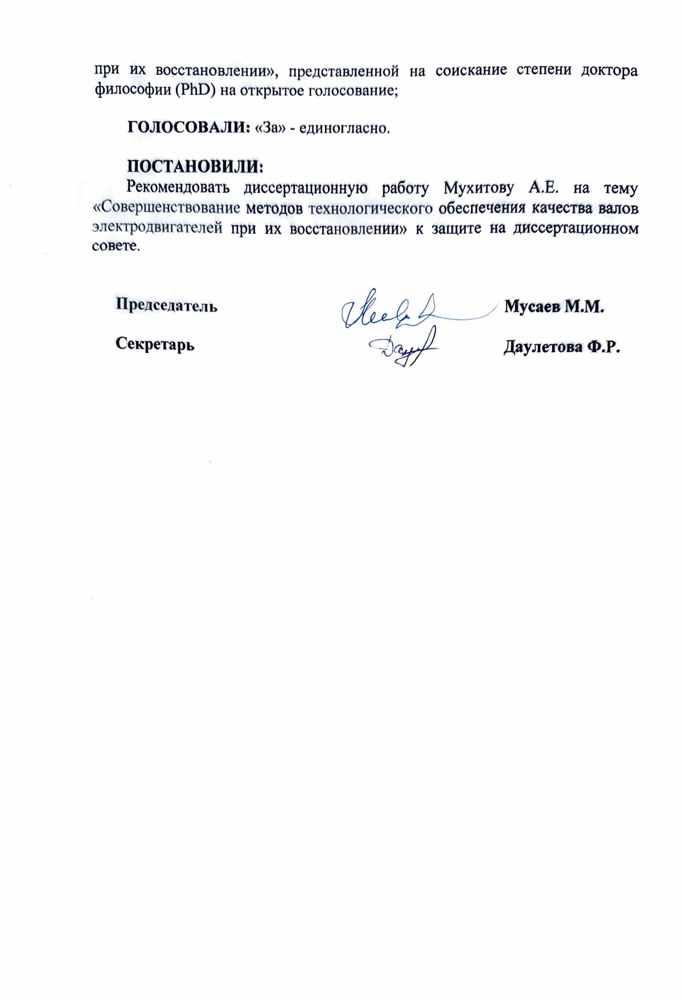 при их восстановлении», представленной на соискание степени доктора
философии (PhD) на открытое голосование;
ГОЛОСОВАЛИ: «За» - единогласно.
ПОСТАНОВИЛИ:
Рекомендовать диссертационную работу Мухитову А.Е. на тему
«Совершенствование методов технологического обеспечения качества валов
электродвигателей при их восстановлении» к защите на диссертационном
совете.
Председатель Мусаев М.М.
Секретарь Даулетова Ф.Р.